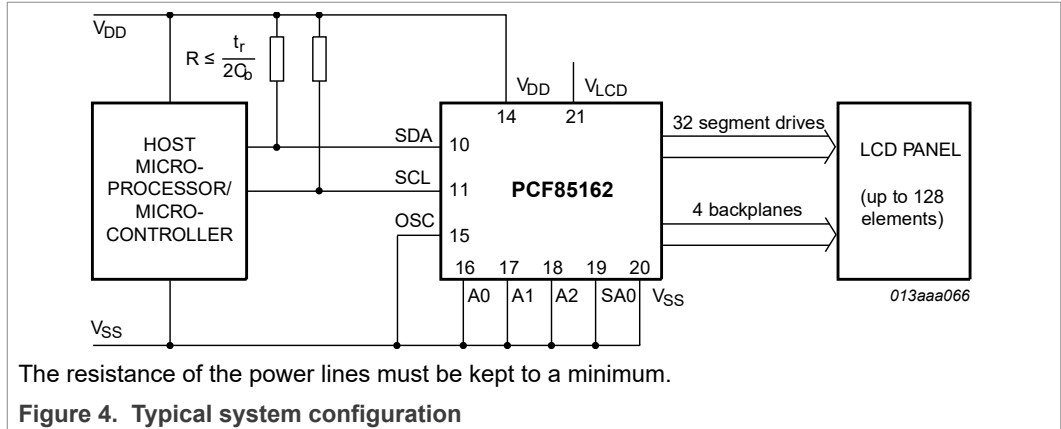 VDD
R ≤ tr
2Cb
VDD
VLCD
14
21
HOST
MICRO-
PROCESSOR/
MICRO-
CONTROLLER
SDA
10
SCL
11
OSC
15
PCF85162
32 segment drives
4 backplanes
LCD PANEL
(up to 128
elements)
16 17 18 19 20
A0 A1 A2 SA0 VSS
013aaa066
VSS
The resistance of the power lines must be kept to a minimum.
Figure 4. Typical system configuration